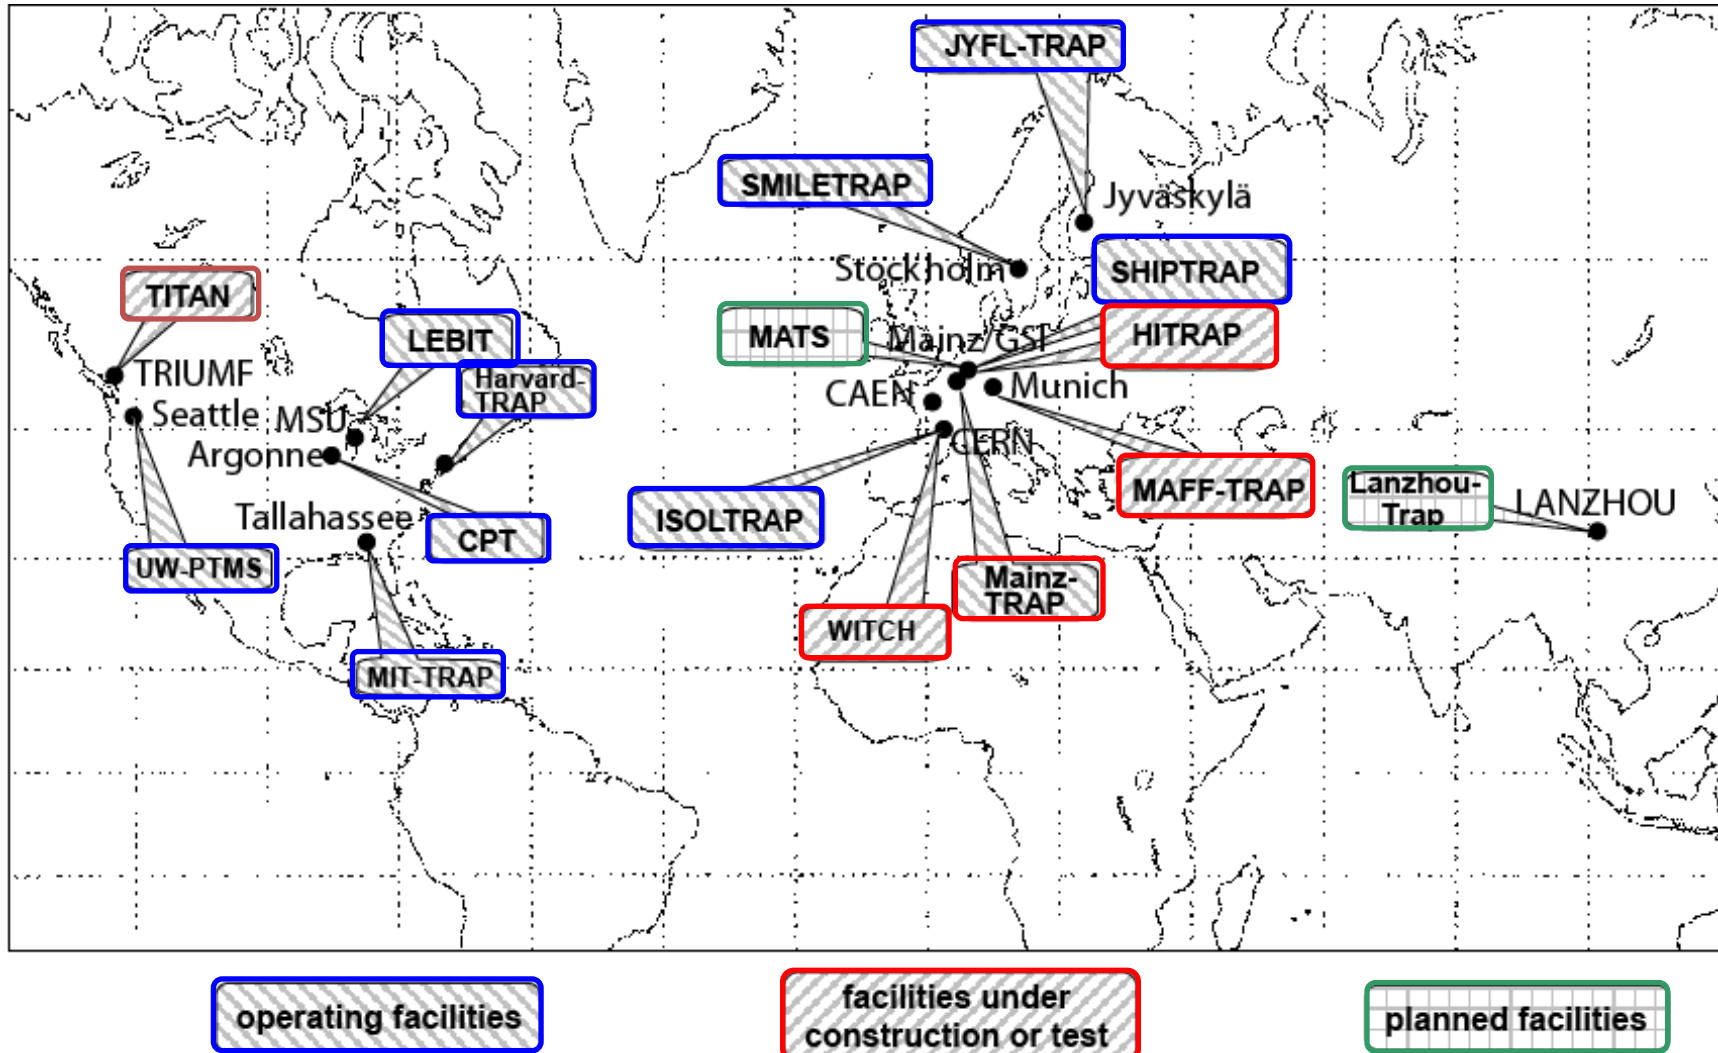 JYFL-TRAP
SMILETRAP
Jyväskylä
Stockholm
SHIPTRAP
TITAN
LEBIT
MATS
Mainz/GSI
HITRAP
TRIUMF
Harvard-
TRAP
CAEN
Munich
Seattle
MSU
Argonne
CERN
MAFF-TRAP
Lanzhou-
Trap
LANZHOU
Tallahassee
CPT
ISOLTRAP
UW-PTMS
Mainz-
TRAP
WITCH
MIT-TRAP
operating facilities
facilities under
construction or test
planned facilities